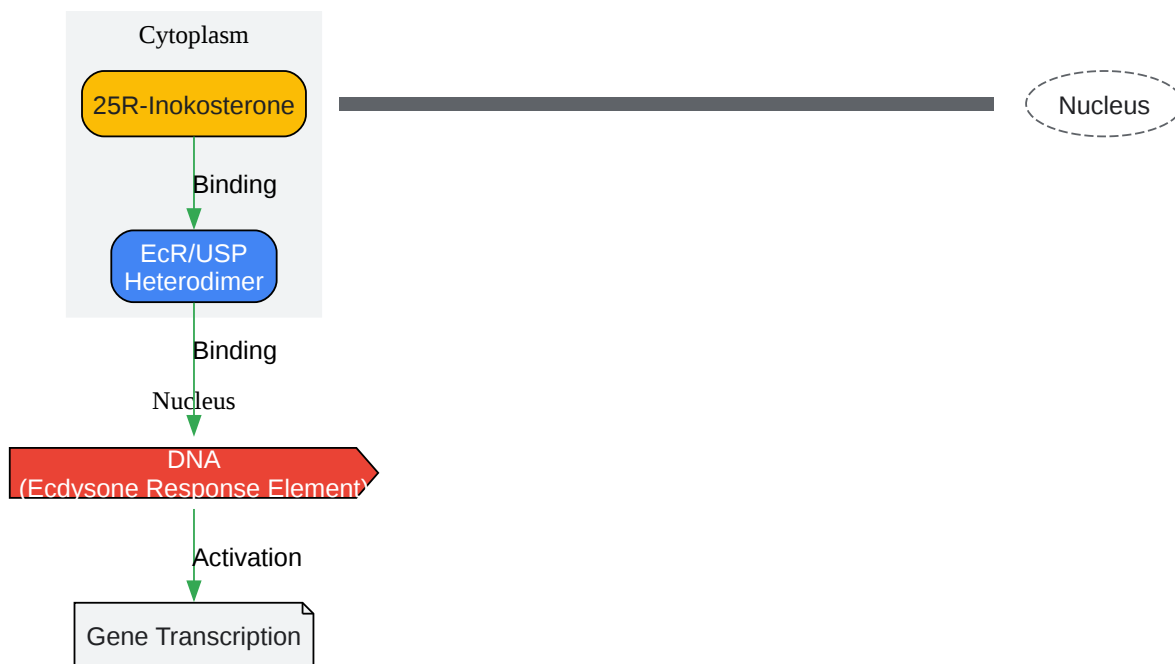 Cytoplasm
25R-Inokosterone
Nucleus
Binding
EcR/USP
Heterodimer
Binding
Nucleus
DNA
(Ecdysone Response Element)
Activation
Gene Transcription